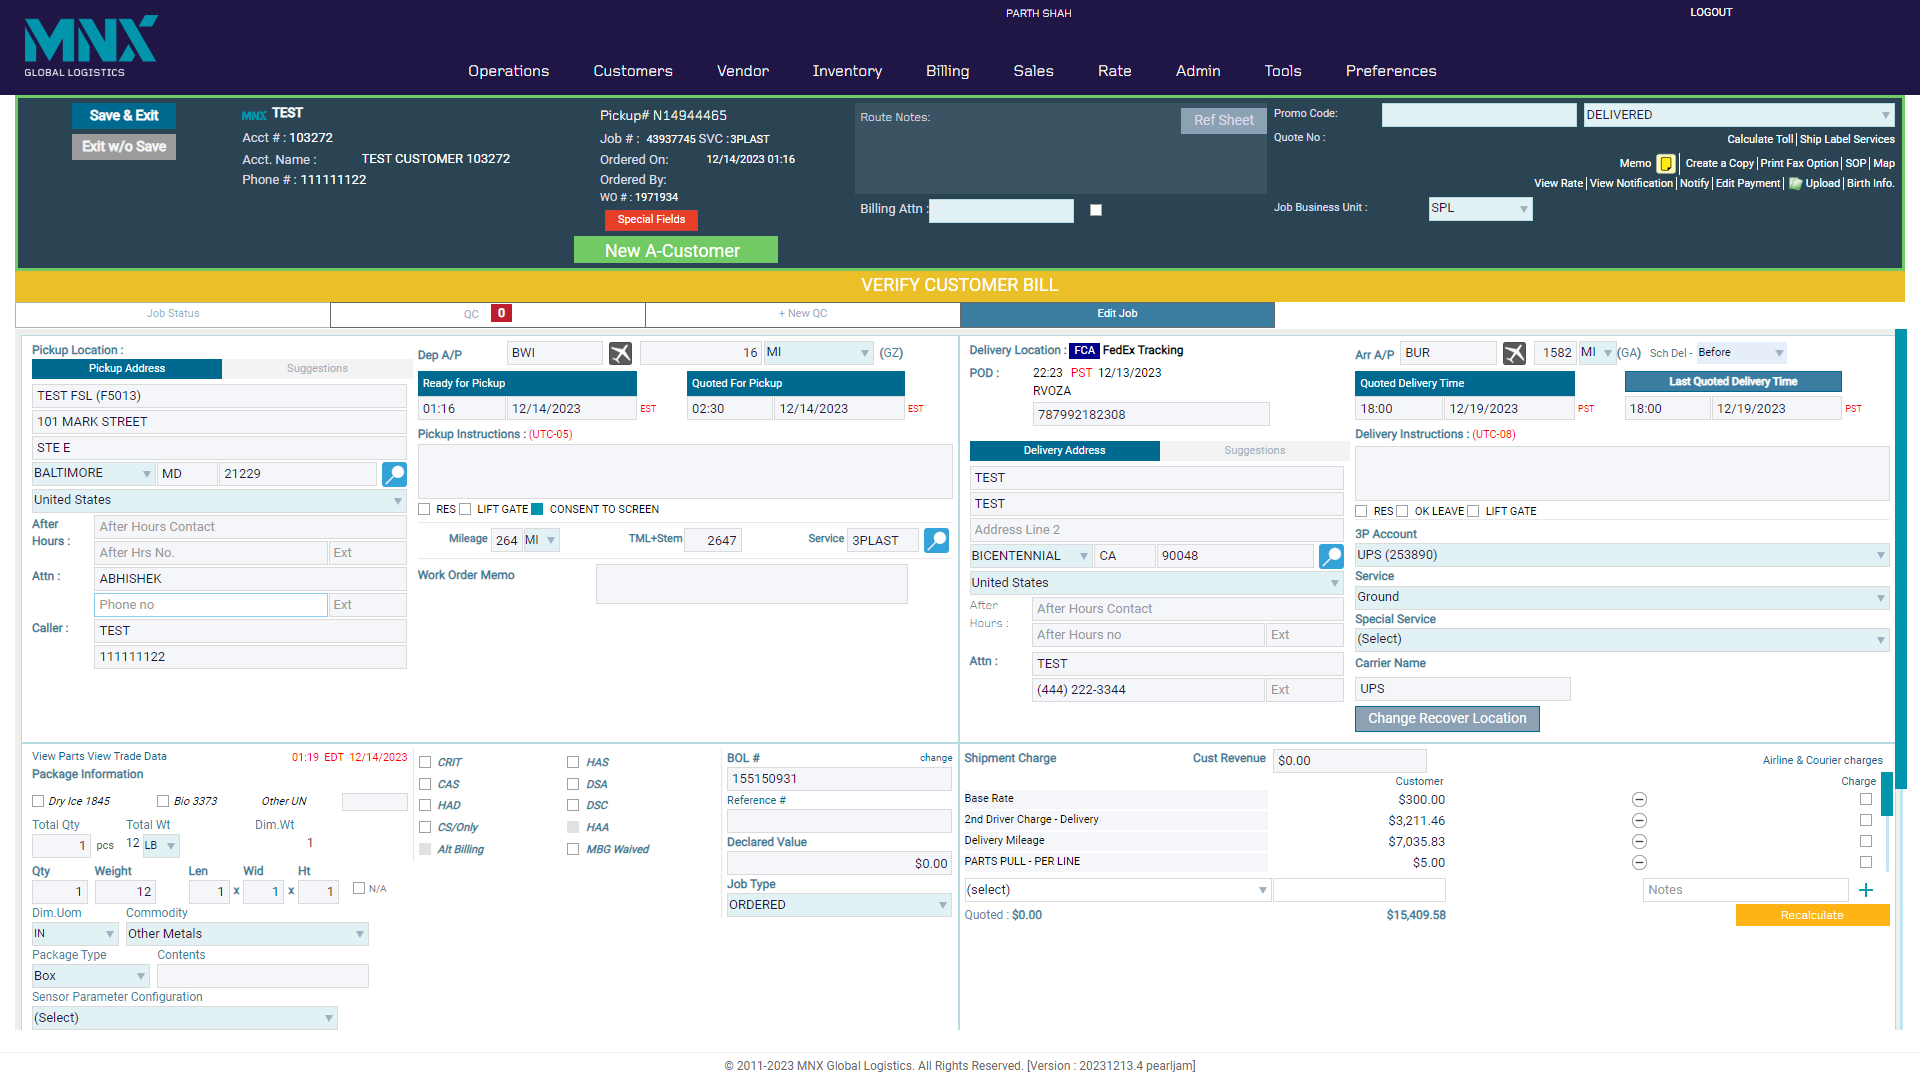 PARTH SHAH
LOGOUT
MNX
GLOBAL LOGISTICS
Operations Customers Vendor Inventory Billing Sales Rate Admin Tools Preferences
Save & Exit
Exit w/o Save
MNX TEST
Acct # : 103272
Acct. Name : TEST CUSTOMER 103272
Phone # : 111111122
Pickup# N14944465
Job # : 43937745 SVC :3PLAST
Ordered On: 12/14/2023 01:16
Ordered By:
WO # : 1971934
Special Fields
New A-Customer
Route Notes:
Ref Sheet
Billing Attn :
Promo Code:
DELIVERED
Quote No :
Calculate Toll | Ship Label Services
Memo | Create a Copy | Print Fax Option | SOP | Map
View Rate | View Notification | Notify | Edit Payment | Upload | Birth Info.
Job Business Unit : SPL
VERIFY CUSTOMER BILL
Job Status QC 0 + New QC Edit Job
Pickup Location :
Pickup Address Suggestions
TEST FSL (F5013)
101 MARK STREET
STE E
BALTIMORE MD 21229
United States
After Hours : After Hours Contact
After Hrs No. Ext
Attn : ABHISHEK
Phone no Ext
Caller : TEST
111111122
Dep A/P BWI 16 MI (GZ)
Ready for Pickup Quoted For Pickup
01:16 12/14/2023 EST 02:30 12/14/2023 EST
Pickup Instructions : (UTC-05)
RES LIFT GATE CONSENT TO SCREEN
Mileage 264 MI TML+Stem 2647 Service 3PLAST
Work Order Memo
Delivery Location : FCA FedEx Tracking
POD : 22:23 PST 12/13/2023
RVOZA
787992182308
Delivery Address Suggestions
TEST
TEST
Address Line 2
BICENTENNIAL CA 90048
United States
After Hours : After Hours Contact
After Hours no Ext
Attn : TEST
(444) 222-3344 Ext
Arr A/P BUR 1582 MI (GA) Sch Del - Before
Quoted Delivery Time Last Quoted Delivery Time
18:00 12/19/2023 PST 18:00 12/19/2023 PST
Delivery Instructions : (UTC-08)
RES OK LEAVE LIFT GATE
3P Account
UPS (253890)
Service
Ground
Special Service
(Select)
Carrier Name
UPS
Change Recover Location
View Parts View Trade Data 01:19 EDT 12/14/2023
Package Information
Dry Ice 1845 Bio 3373 Other UN
Total Qty Total Wt Dim.Wt
1 pcs 12 LB 1
Qty Weight Len Wid Ht
1 12 1 x 1 x 1 N/A
Dim.Uom Commodity
IN Other Metals
Package Type Contents
Box
Sensor Parameter Configuration
(Select)
CRIT HAS
CAS DSA
HAD DSC
CS/Only HAA
Alt Billing MBG Waived
BOL # change
155150931
Reference #
Declared Value
$0.00
Job Type
ORDERED
Shipment Charge Cust Revenue $0.00 Airline & Courier charges
Customer Charge
Base Rate $300.00
2nd Driver Charge - Delivery $3,211.46
Delivery Mileage $7,035.83
PARTS PULL - PER LINE $5.00
(select) Notes +
Quoted : $0.00 $15,409.58 Recalculate
© 2011-2023 MNX Global Logistics. All Rights Reserved. [Version : 20231213.4 pearljam]